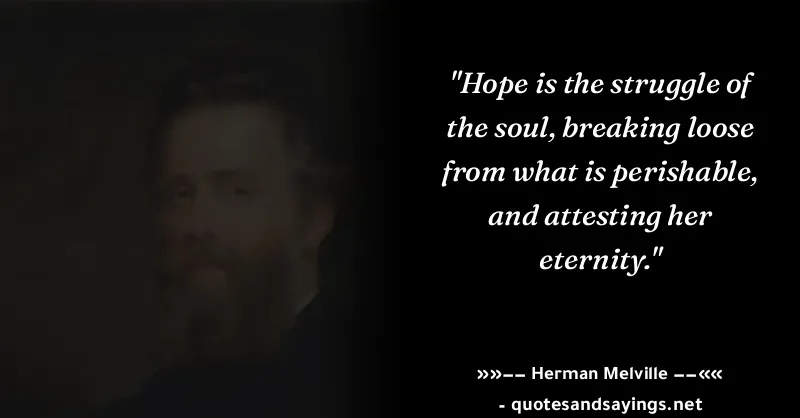 "Hope is the struggle of
the soul, breaking loose
from what is perishable,
and attesting her
eternity."
»»−− Herman Melville −−««
- quotesandsayings.net